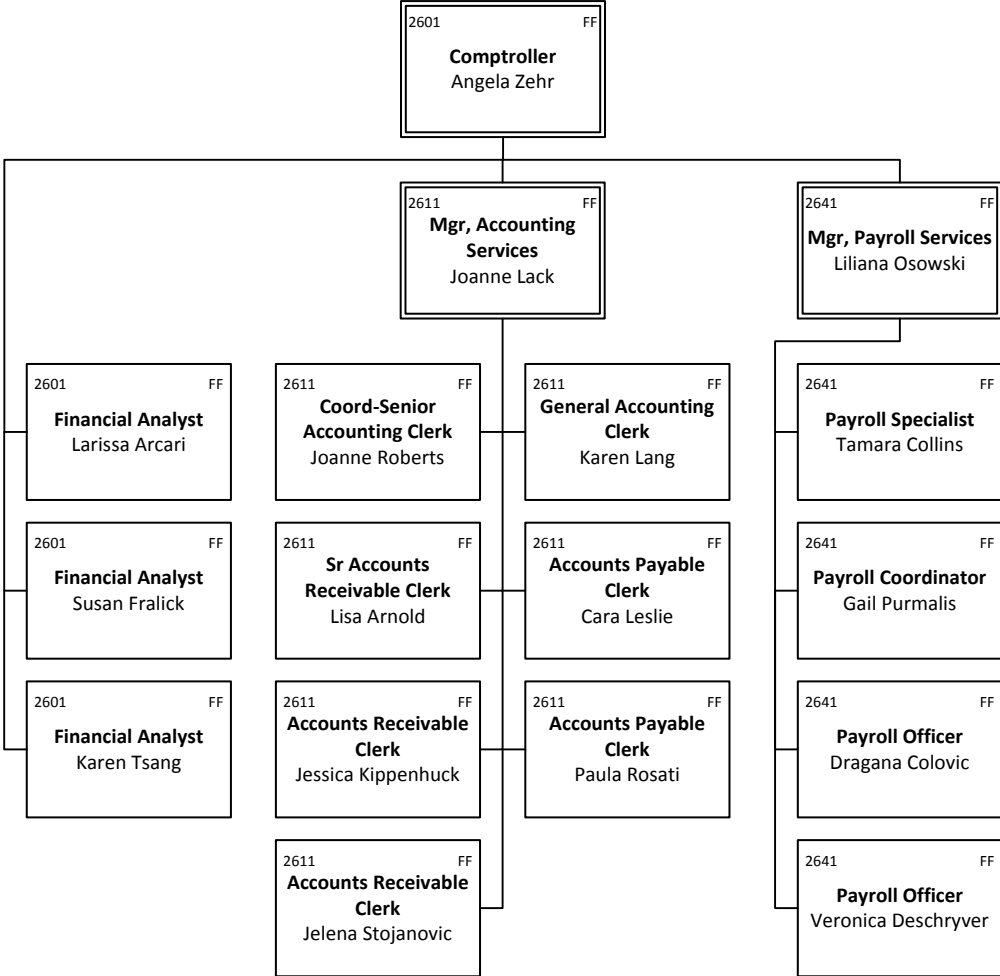 2601 FF
Comptroller
Angela Zehr
2611 FF
Mgr, Accounting
Services
Joanne Lack
2641 FF
Mgr, Payroll Services
Liliana Osowski
2601 FF
Financial Analyst
Larissa Arcari
2611 FF
Coord-Senior
Accounting Clerk
Joanne Roberts
2611 FF
General Accounting
Clerk
Karen Lang
2641 FF
Payroll Specialist
Tamara Collins
2601 FF
Financial Analyst
Susan Fralick
2611 FF
Sr Accounts
Receivable Clerk
Lisa Arnold
2611 FF
Accounts Payable
Clerk
Cara Leslie
2641 FF
Payroll Coordinator
Gail Purmalis
2601 FF
Financial Analyst
Karen Tsang
2611 FF
Accounts Receivable
Clerk
Jessica Kippenhuck
2611 FF
Accounts Payable
Clerk
Paula Rosati
2641 FF
Payroll Officer
Dragana Colovic
2611 FF
Accounts Receivable
Clerk
Jelena Stojanovic
2641 FF
Payroll Officer
Veronica Deschryver